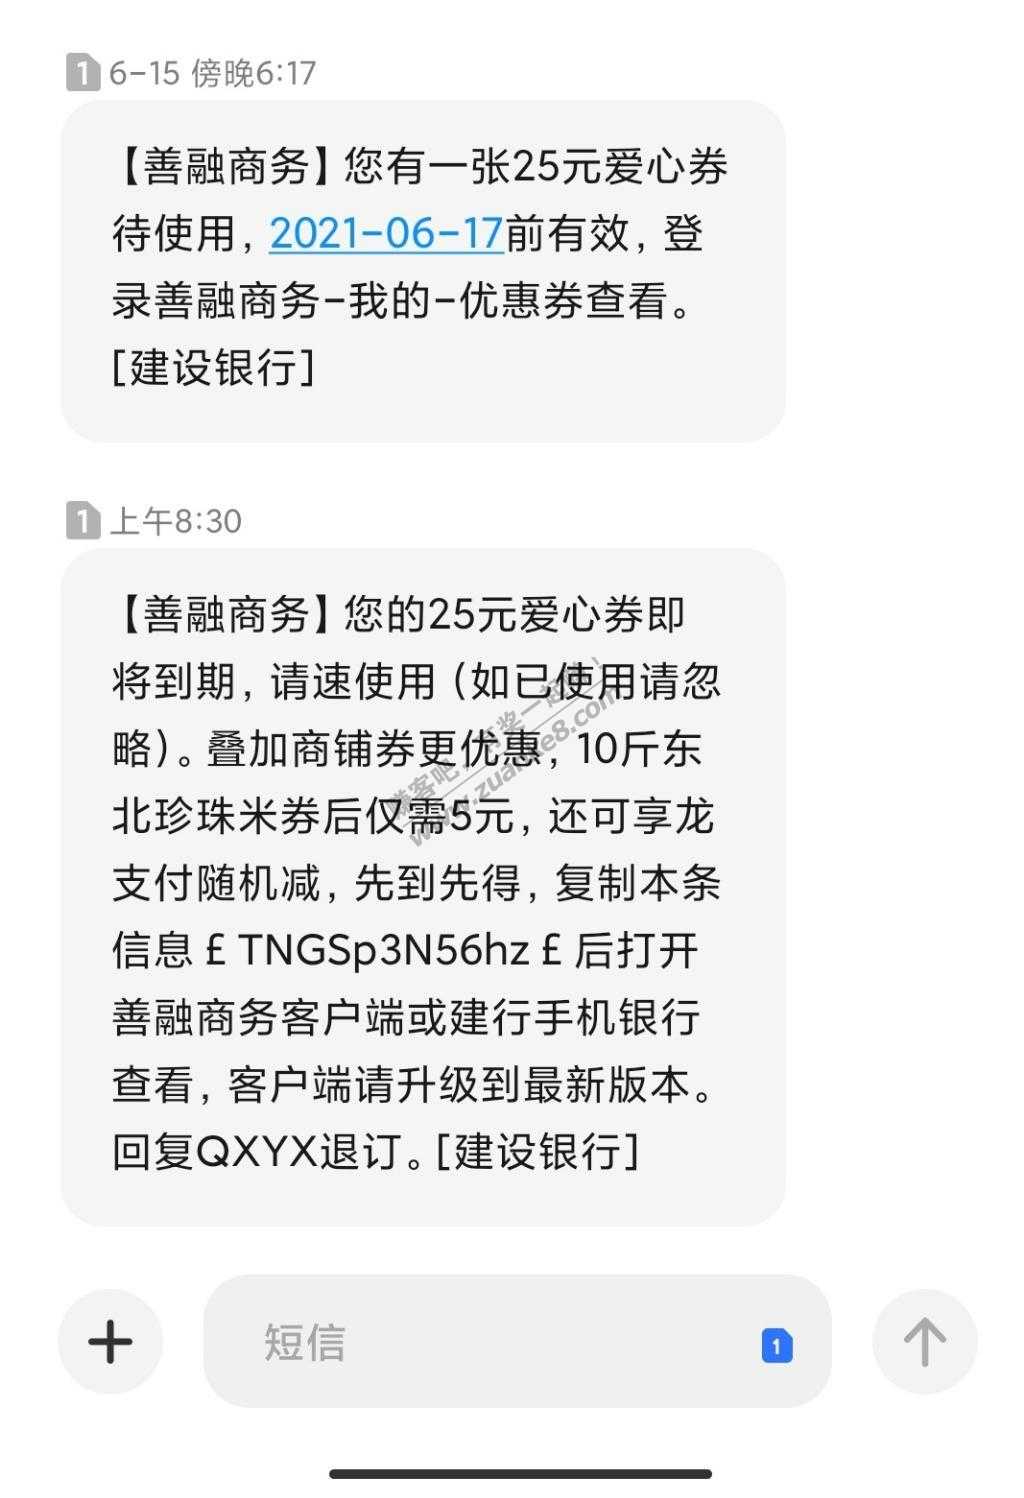 1 6-15 傍晚6:17
【善融商务】您有一张25元爱心券
待使用，2021-06-17前有效，登
录善融商务-我的-优惠券查看。
[建设银行]
1 上午8:30
【善融商务】您的25元爱心券即
将到期，请速使用（如已使用请忽
略）。叠加商铺券更优惠，10斤东
北珍珠米券后仅需5元，还可享龙
支付随机减，先到先得，复制本条
信息￡TNGSp3N56hz￡后打开
善融商务客户端或建行手机银行
查看，客户端请升级到最新版本。
回复QXYX退订。[建设银行]
赚客吧，有奖一起赚！
www.zuanke8.com
短信
1